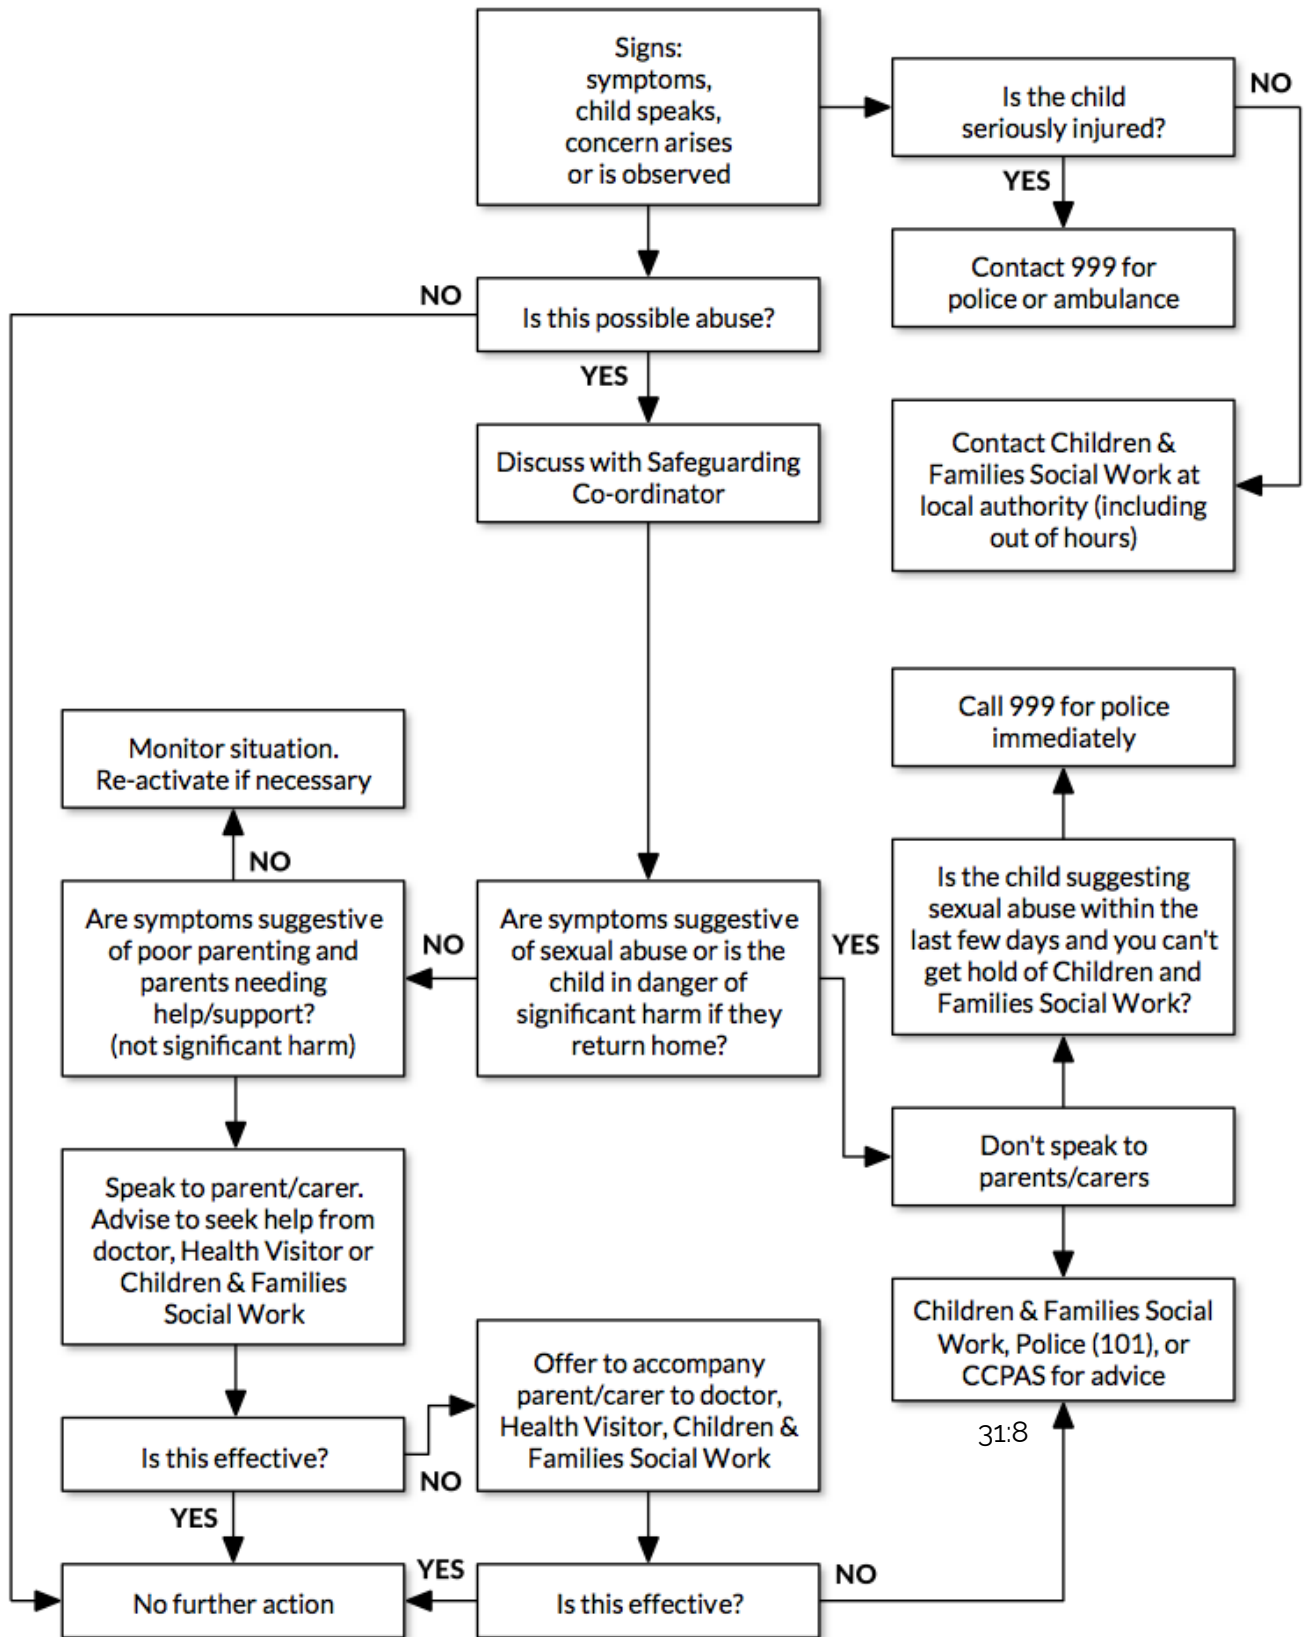 Signs:
symptoms,
child speaks,
concern arises
or is observed
Is the child
seriously injured?
NO
YES
Contact 999 for
police or ambulance
NO
Is this possible abuse?
YES
Discuss with Safeguarding
Co-ordinator
Contact Children &
Families Social Work at
local authority (including
out of hours)
Call 999 for police
immediately
Monitor situation.
Re-activate if necessary
NO
Are symptoms suggestive
of poor parenting and
parents needing
help/support?
(not significant harm)
NO
Are symptoms suggestive
of sexual abuse or is the
child in danger of
significant harm if they
return home?
YES
Is the child suggesting
sexual abuse within the
last few days and you can't
get hold of Children and
Families Social Work?
Don't speak to
parents/carers
Speak to parent/carer.
Advise to seek help from
doctor, Health Visitor or
Children & Families
Social Work
Children & Families Social
Work, Police (101), or
CCPAS for advice
31:8
Offer to accompany
parent/carer to doctor,
Health Visitor, Children &
Families Social Work
Is this effective?
NO
YES
No further action
YES
Is this effective?
NO